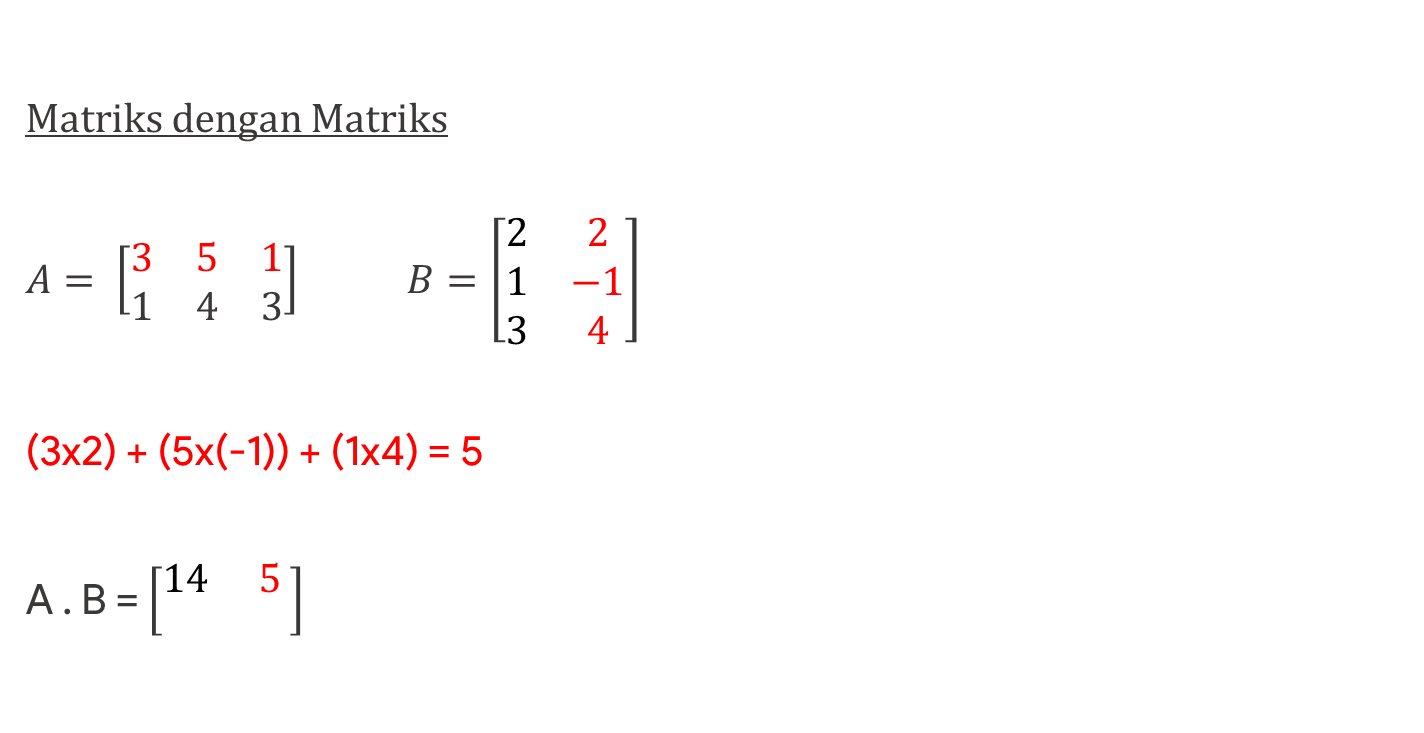 Matriks dengan Matriks
A = [3 5 1
1 4 3] B = [2 2
1 −1
3 4]
(3x2) + (5x(-1)) + (1x4) = 5
A . B = [14 5]